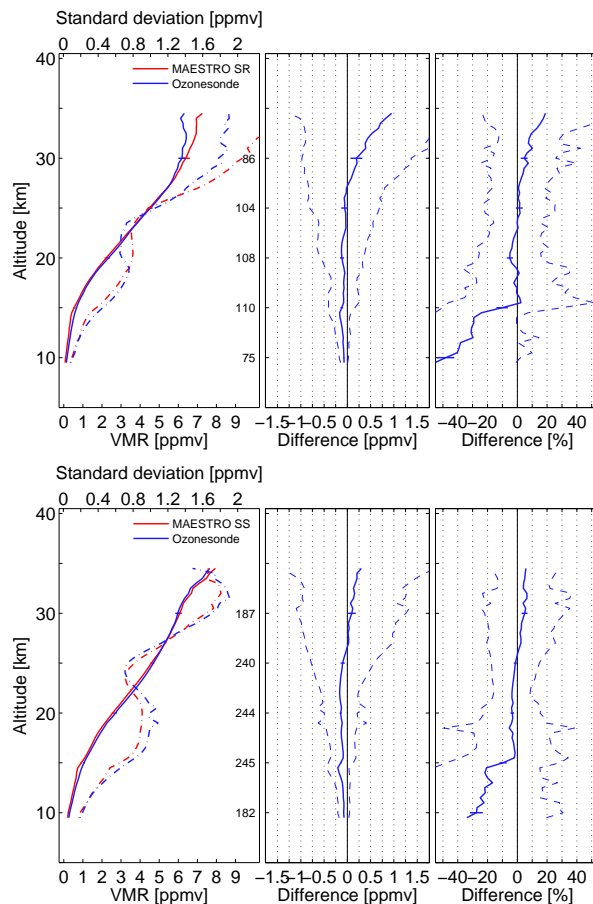 Standard deviation [ppmv]
0 0.4 0.8 1.2 1.6 2
40
30
20
10
Altitude [km]
MAESTRO SR
Ozonesonde
86
104
108
110
75
0 1 2 3 4 5 6 7 8 9
VMR [ppmv]
−1.5 −1 −0.5 0 0.5 1 1.5
Difference [ppmv]
−40 −20 0 20 40
Difference [%]
Standard deviation [ppmv]
0 0.4 0.8 1.2 1.6 2
40
30
20
10
Altitude [km]
MAESTRO SS
Ozonesonde
187
240
244
245
182
0 1 2 3 4 5 6 7 8 9
VMR [ppmv]
−1.5 −1 −0.5 0 0.5 1 1.5
Difference [ppmv]
−40 −20 0 20 40
Difference [%]